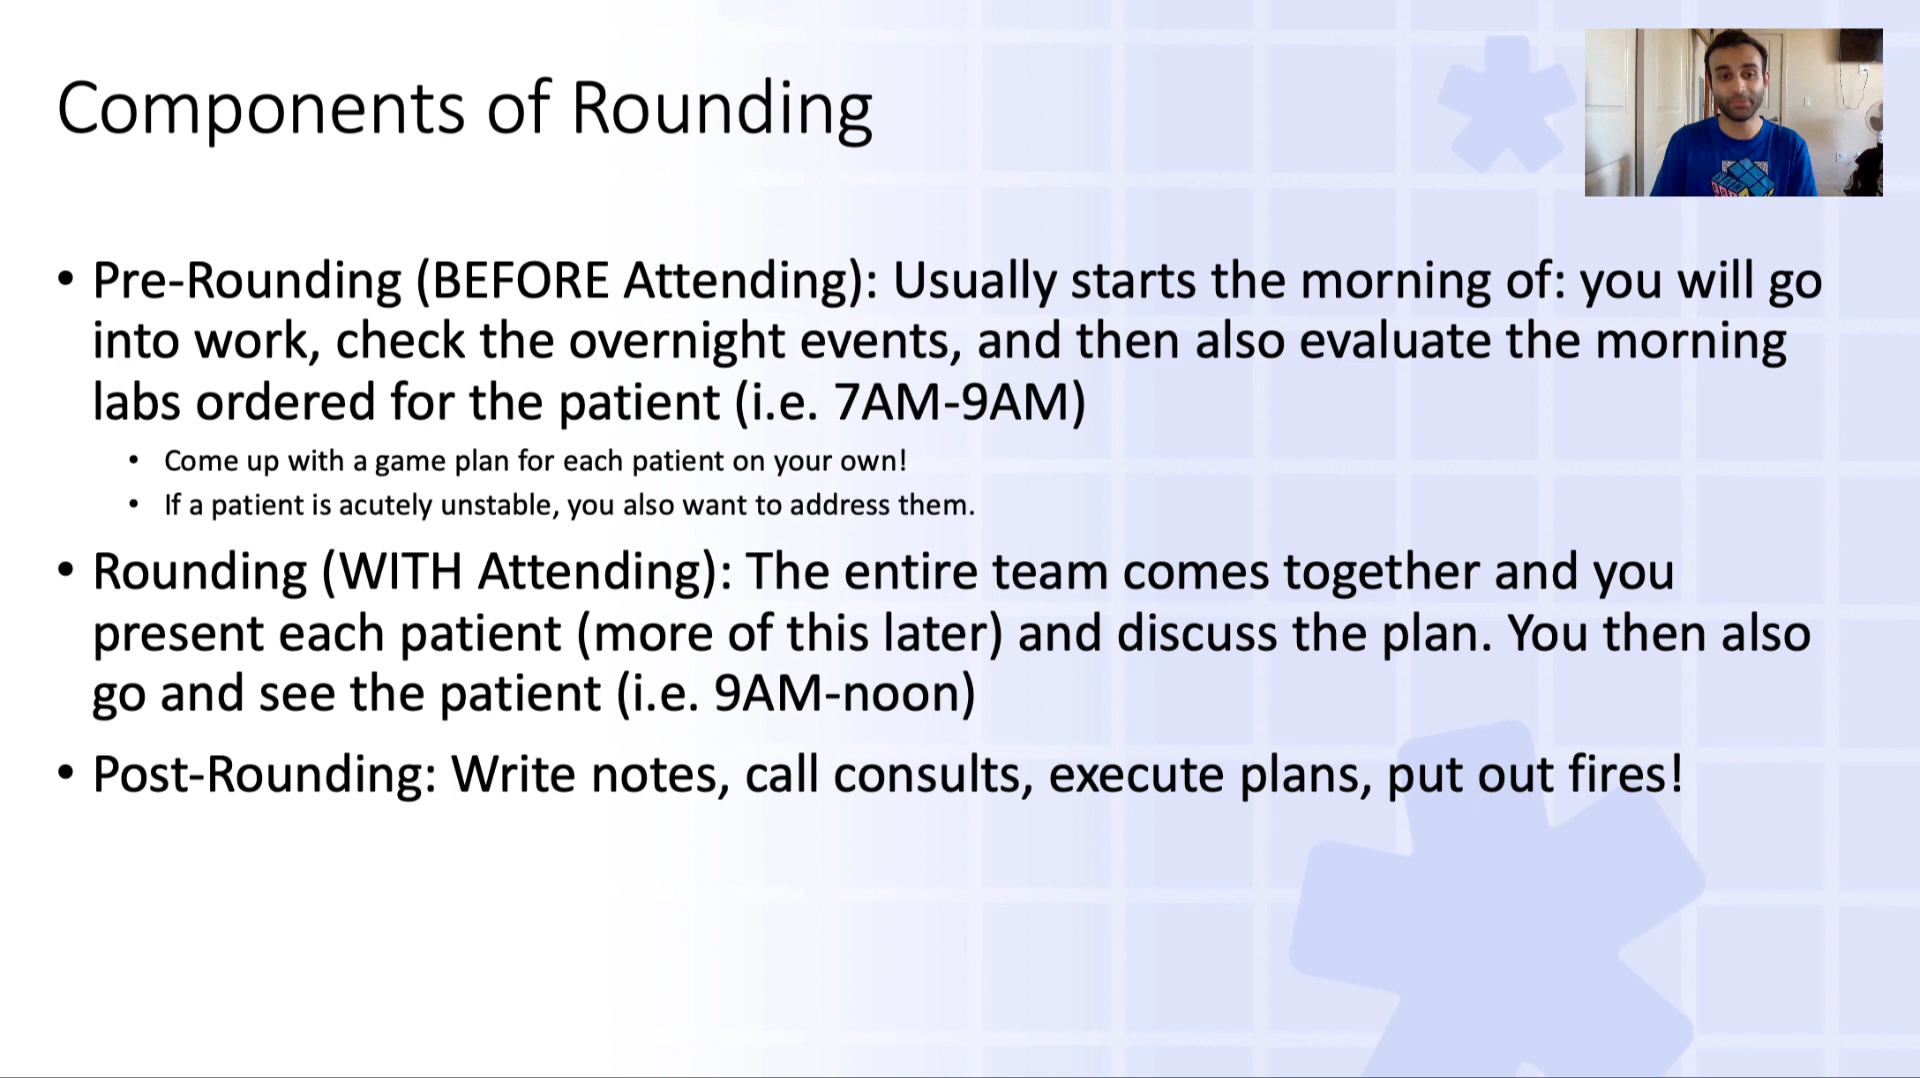 Components of Rounding
• Pre-Rounding (BEFORE Attending): Usually starts the morning of: you will go
into work, check the overnight events, and then also evaluate the morning
labs ordered for the patient (i.e. 7AM-9AM)
• Come up with a game plan for each patient on your own!
• If a patient is acutely unstable, you also want to address them.
• Rounding (WITH Attending): The entire team comes together and you
present each patient (more of this later) and discuss the plan. You then also
go and see the patient (i.e. 9AM-noon)
• Post-Rounding: Write notes, call consults, execute plans, put out fires!